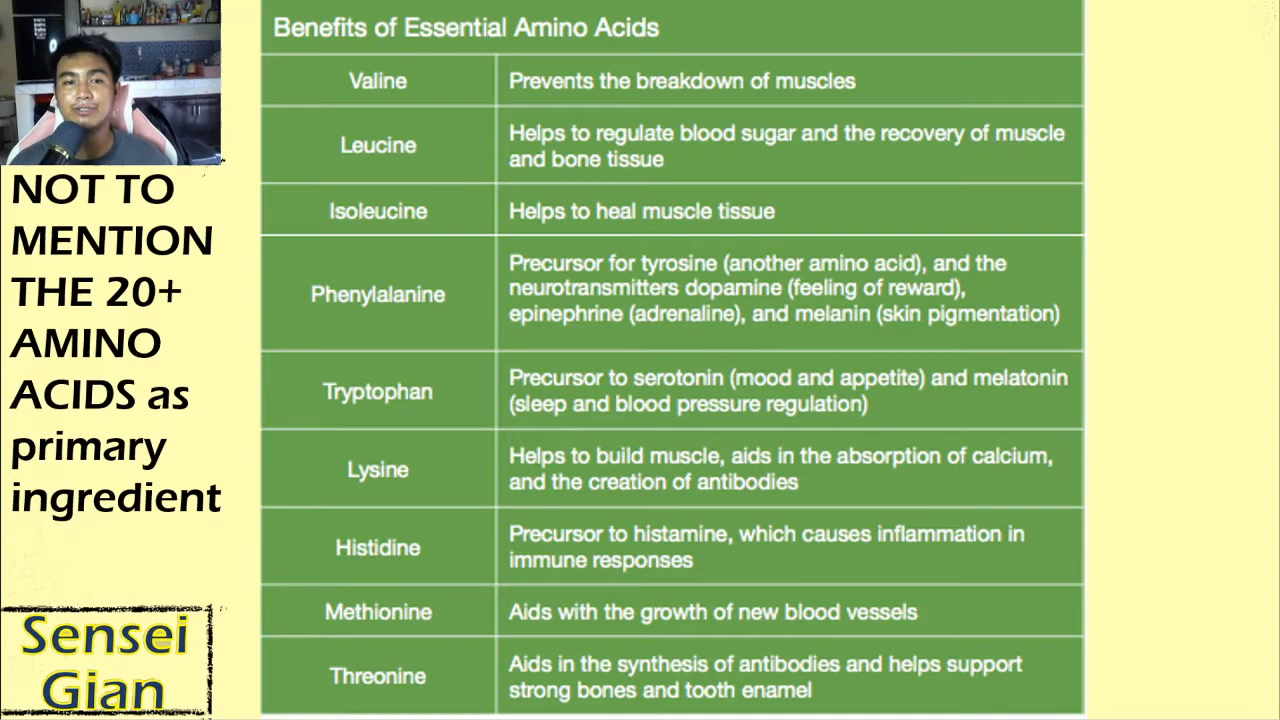 NOT TO
MENTION
THE 20+
AMINO
ACIDS as
primary
ingredient
Sensei
Gian
Benefits of Essential Amino Acids
Valine
Prevents the breakdown of muscles
Leucine
Helps to regulate blood sugar and the recovery of muscle
and bone tissue
Isoleucine
Helps to heal muscle tissue
Phenylalanine
Precursor for tyrosine (another amino acid), and the
neurotransmitters dopamine (feeling of reward),
epinephrine (adrenaline), and melanin (skin pigmentation)
Tryptophan
Precursor to serotonin (mood and appetite) and melatonin
(sleep and blood pressure regulation)
Lysine
Helps to build muscle, aids in the absorption of calcium,
and the creation of antibodies
Histidine
Precursor to histamine, which causes inflammation in
immune responses
Methionine
Aids with the growth of new blood vessels
Threonine
Aids in the synthesis of antibodies and helps support
strong bones and tooth enamel